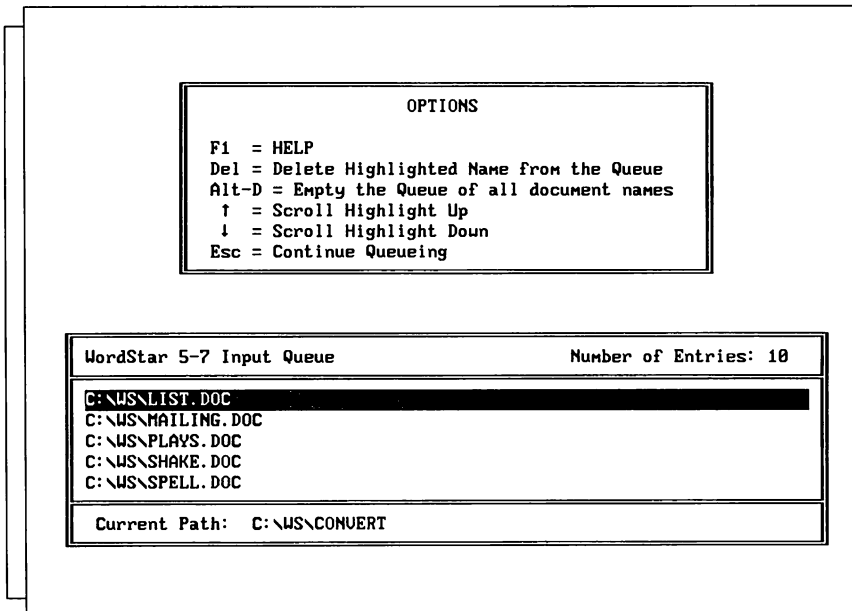 OPTIONS
F1 = HELP
Del = Delete Highlighted Name from the Queue
Alt-D = Empty the Queue of all document names
↑ = Scroll Highlight Up
↓ = Scroll Highlight Down
Esc = Continue Queueing
WordStar 5-7 Input Queue Number of Entries: 10
C:\WS\LIST.DOC
C:\WS\MAILING.DOC
C:\WS\PLAYS.DOC
C:\WS\SHAKE.DOC
C:\WS\SPELL.DOC
Current Path: C:\WS\CONVERT